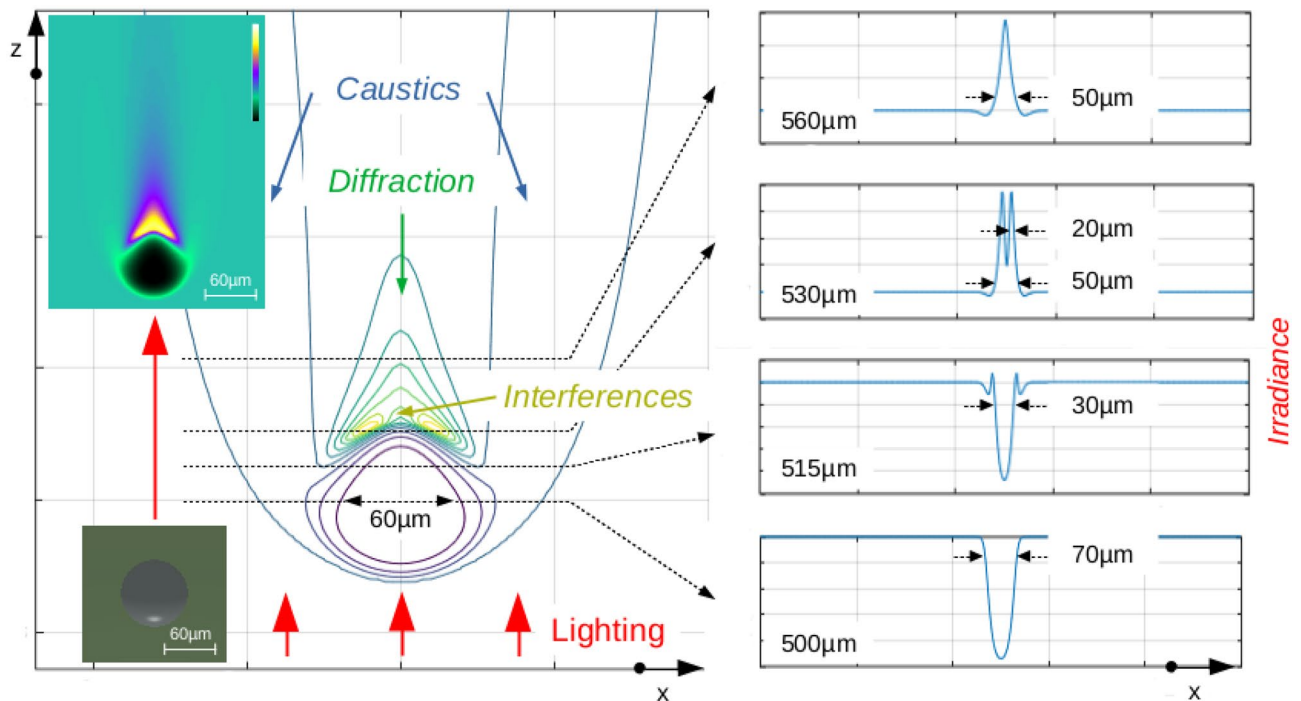 z
60µm
Caustics
Diffraction
Interferences
60µm
60µm
Lighting
x
560µm
50µm
530µm
20µm
50µm
515µm
30µm
500µm
70µm
x
Irradiance